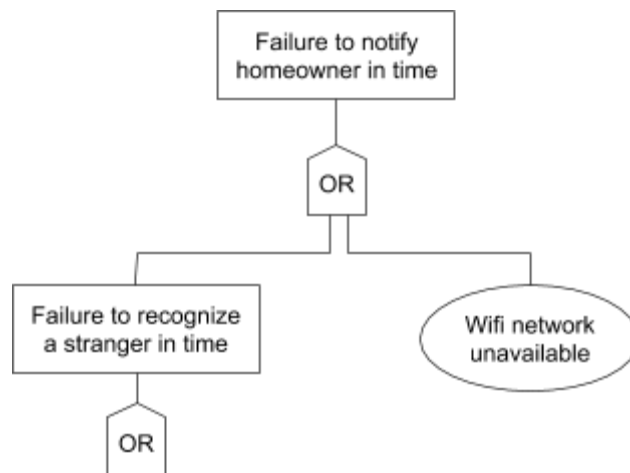 Failure to notify
homeowner in time
OR
Failure to recognize
a stranger in time
Wifi network
unavailable
OR